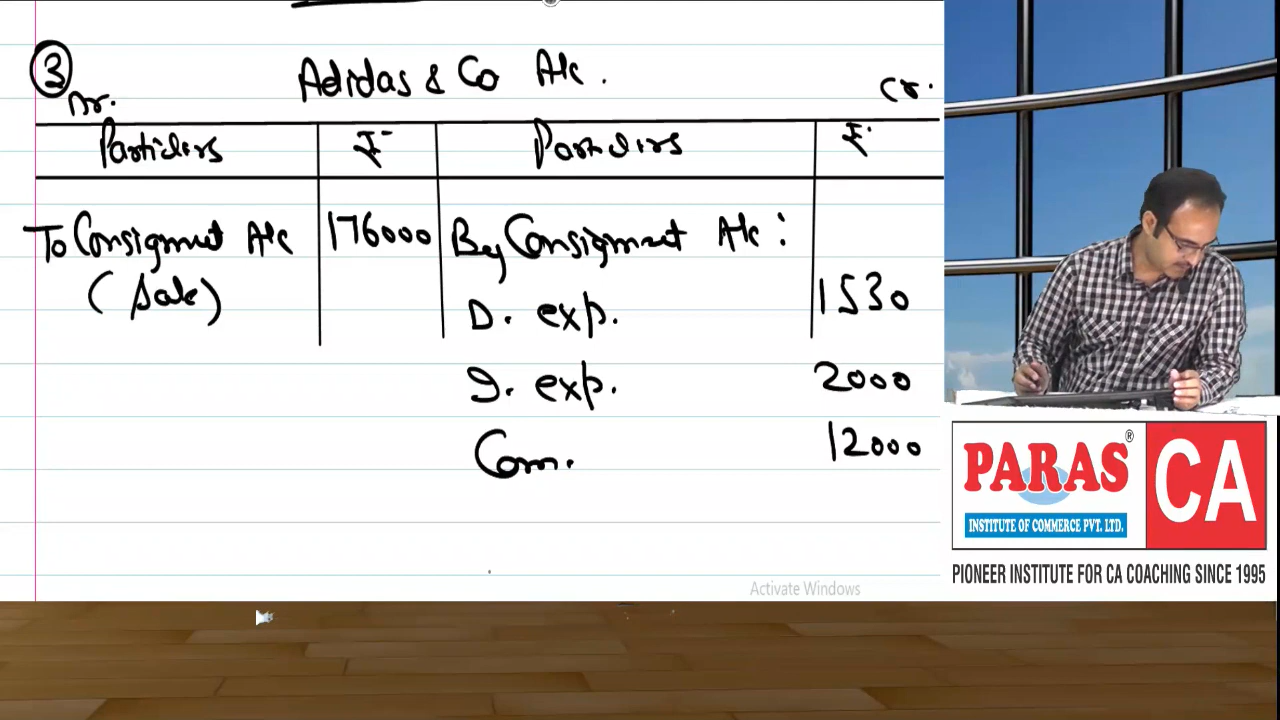 3
Adidas & Co A/c.
Dr. Cr.
Particulars ₹ Particulars ₹
To Consignment A/c 176000 By Consignment A/c :
(Sale)
D. exp. 1530
I. exp. 2000
Com. 12000
PARAS®
INSTITUTE OF COMMERCE PVT. LTD.
CA
PIONEER INSTITUTE FOR CA COACHING SINCE 1995
Activate Windows